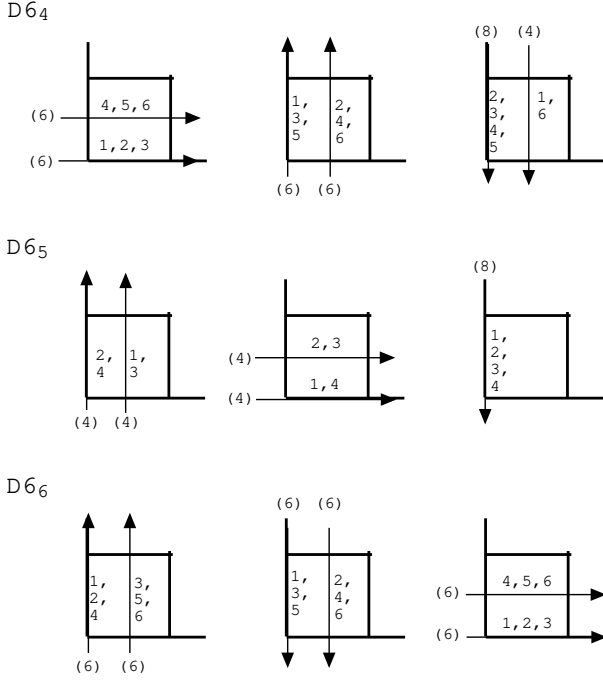 D6₄
(8) (4)
4,5,6
1, 3, 5
2, 4, 6
2, 3, 4, 5
1, 6
(6)
1,2,3
(6)
(6) (6)
D6₅
(8)
2, 4
1, 3
2,3
1, 2, 3, 4
(4)
1,4
(4)
(4) (4)
D6₆
(6) (6)
1, 2, 4
3, 5, 6
1, 3, 5
2, 4, 6
4,5,6
(6)
1,2,3
(6)
(6) (6)